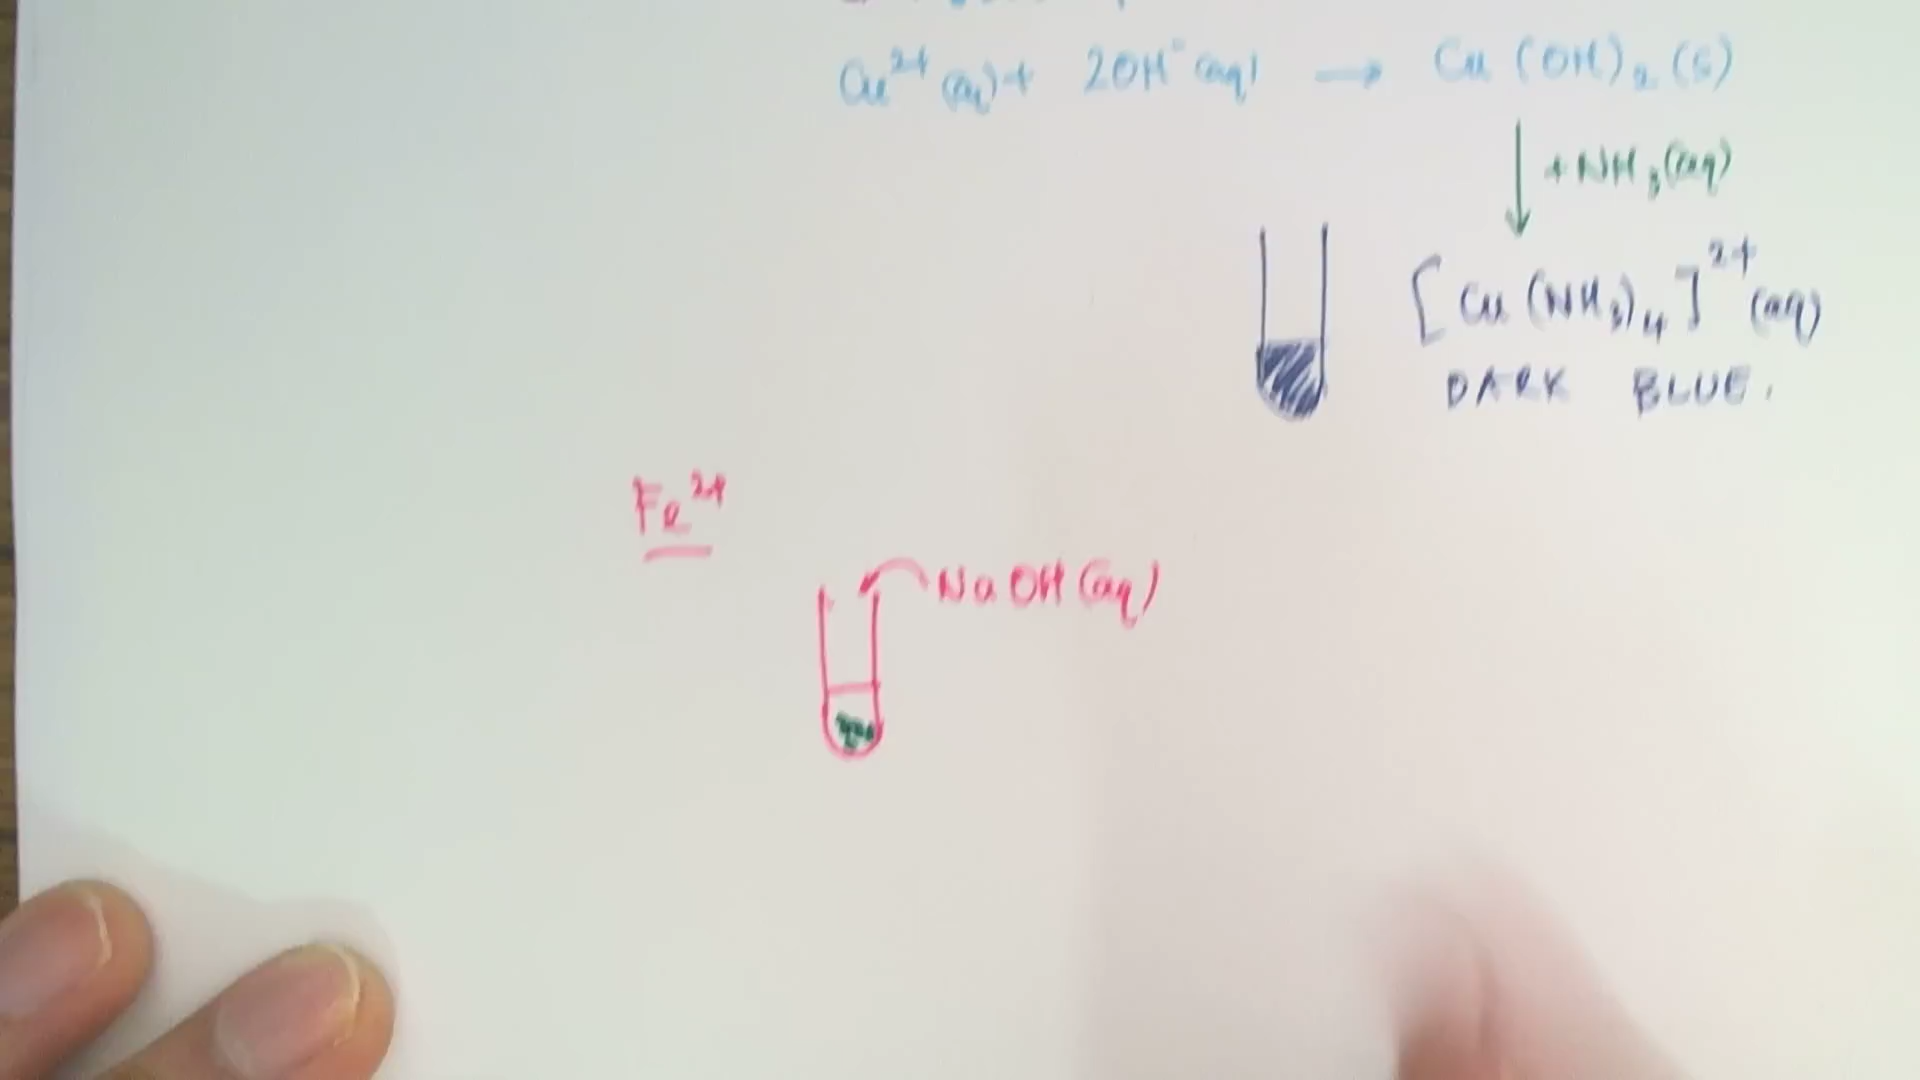 Cu²⁺ (aq) + 2OH⁻ (aq) → Cu (OH)₂ (s)
↓ + NH₃ (aq)
[Cu (NH₃)₄]²⁺ (aq)
DARK BLUE.
Fe²⁺
NaOH (aq)